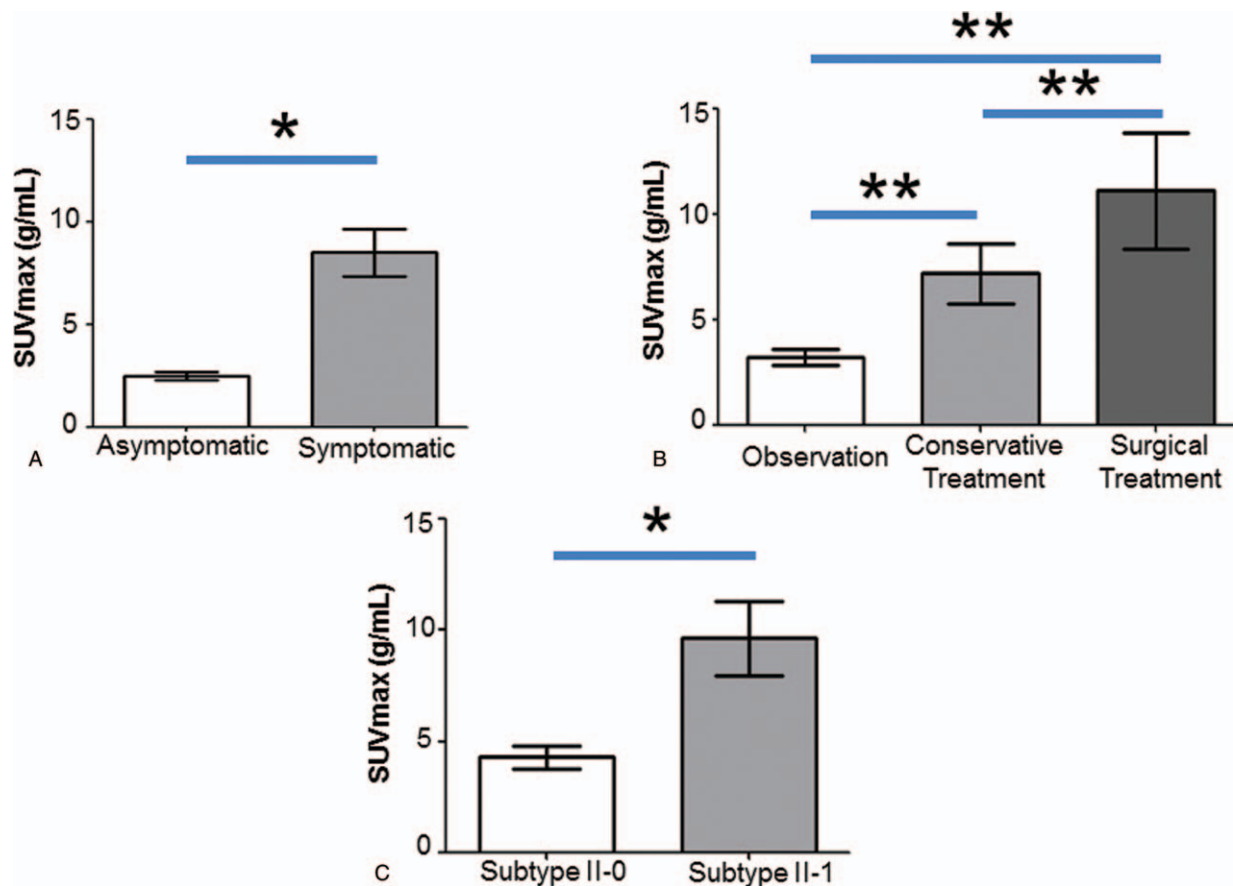 *
15
10
5
0
SUVmax (g/mL)
Asymptomatic
Symptomatic
A
**
**
**
15
10
5
0
SUVmax (g/mL)
Observation
Conservative
Treatment
Surgical
Treatment
B
*
15
10
5
0
SUVmax (g/mL)
Subtype II-0
Subtype II-1
C